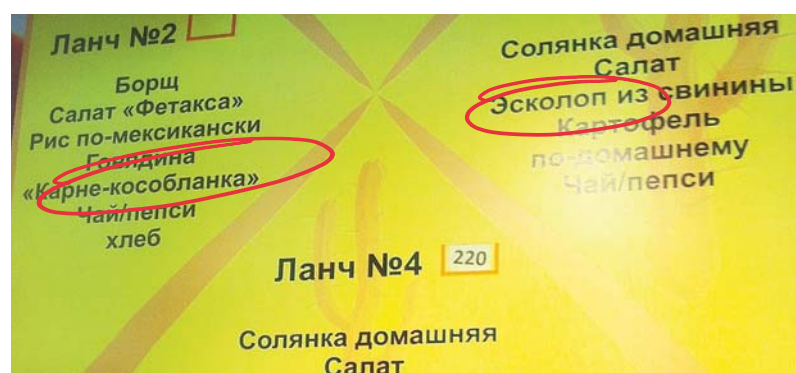 Ланч №2
Борщ
Салат «Фетакса»
Рис по-мексикански
Говядина
«Карне-кособланка»
Чай/пепси
хлеб
Солянка домашняя
Салат
Эсколоп из свинины
Картофель
по-домашнему
Чай/пепси
Ланч №4 220
Солянка домашняя
Салат